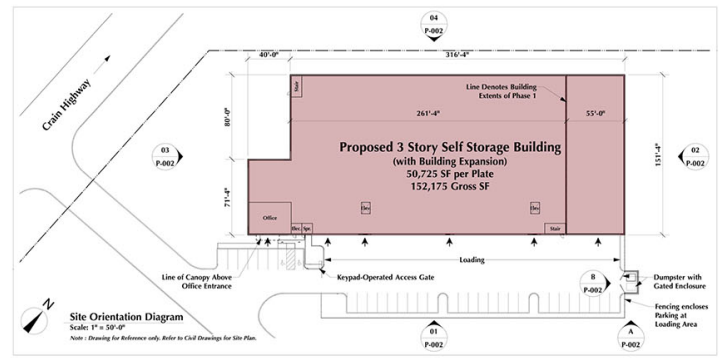 04
P-002
40'-0"
316'-4"
Crain Highway
Stair
Line Denotes Building
Extents of Phase 1
80'-0"
261'-4"
55'-0"
151'-4"
03
P-002
02
P-002
Proposed 3 Story Self Storage Building
(with Building Expansion)
50,725 SF per Plate
152,175 Gross SF
71'-4"
Office
Elev.
Elev.
Elec.
Spr.
Stair
Loading
Line of Canopy Above
Office Entrance
Keypad-Operated Access Gate
B
P-002
Dumpster with
Gated Enclosure
Fencing encloses
Parking at
Loading Area
N
Site Orientation Diagram
Scale: 1" = 50'-0"
Note : Drawing for Reference only. Refer to Civil Drawings for Site Plan.
01
P-002
A
P-002